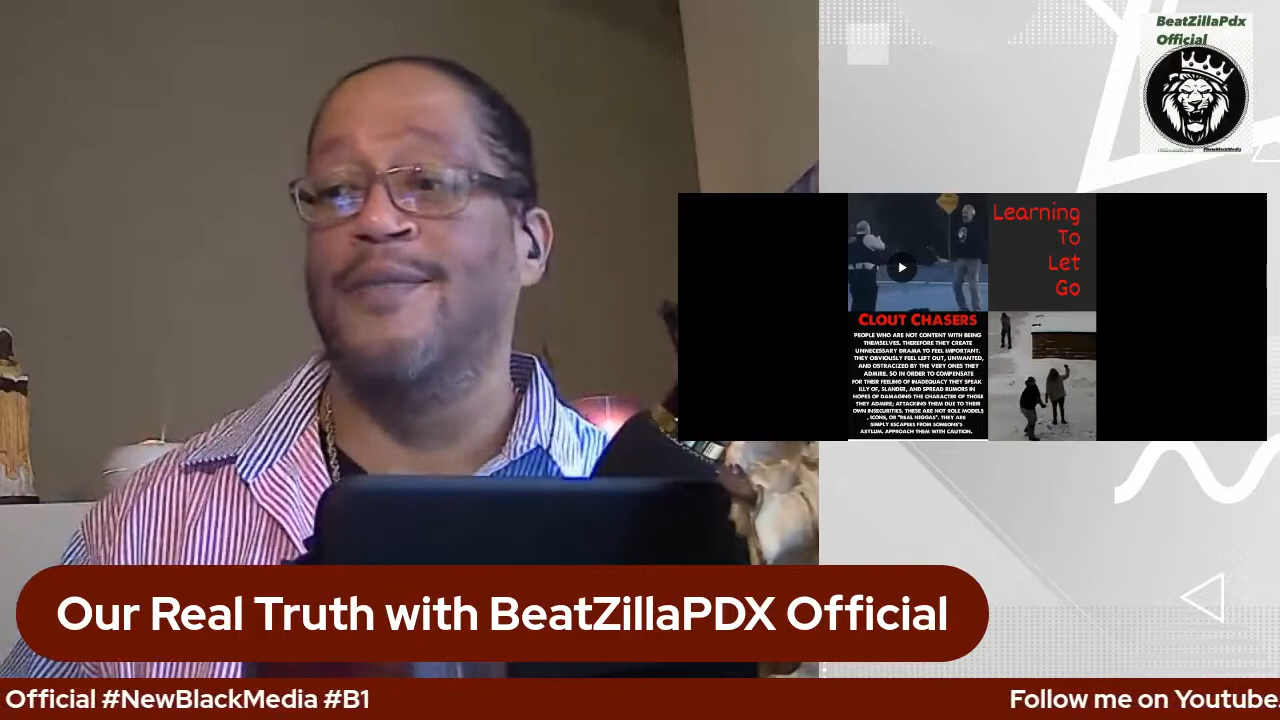 BeatZillaPdx
Official
Learning
To
Let
Go
CLOUT CHASERS
PEOPLE WHO ARE NOT CONTENT WITH BEING
THEMSELVES. THEREFORE THEY CREATE
UNNECESSARY DRAMA TO FEEL IMPORTANT.
THEY OBVIOUSLY FEEL LEFT OUT, UNWANTED,
AND OSTRACIZED BY THE VERY ONES THEY
ADMIRE. SO IN ORDER TO COMPENSATE
FOR THEIR FEELING OF INADEQUACY THEY SPEAK
ILLY OF, SLANDER, AND SPREAD RUMORS IN
HOPES OF DAMAGING THE CHARACTER OF THOSE
THEY ADMIRE; ATTACKING THEM DUE TO THEIR
OWN INSECURITIES. THESE ARE NOT ROLE MODELS
, ICONS, OR "REAL NIGGAS". THEY ARE
SIMPLY ESCAPEES FROM SOMEONE'S
ASYLUM. APPROACH THEM WITH CAUTION.
Our Real Truth with BeatZillaPDX Official
Official #NewBlackMedia #B1
Follow me on Youtube.